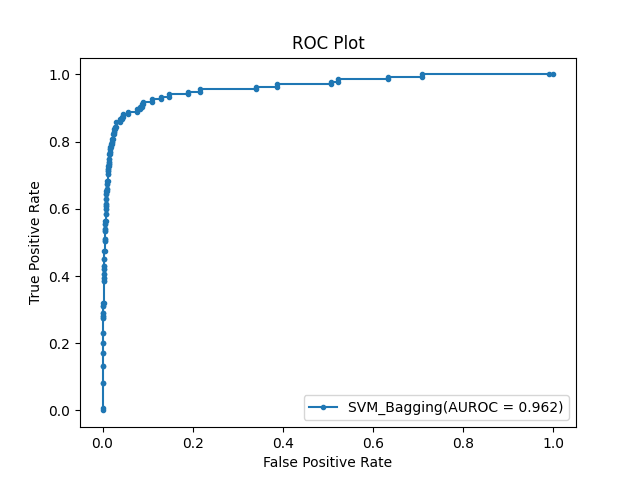 ROC Plot
True Positive Rate
1.0
0.8
0.6
0.4
0.2
0.0
SVM_Bagging(AUROC = 0.962)
0.0 0.2 0.4 0.6 0.8 1.0
False Positive Rate